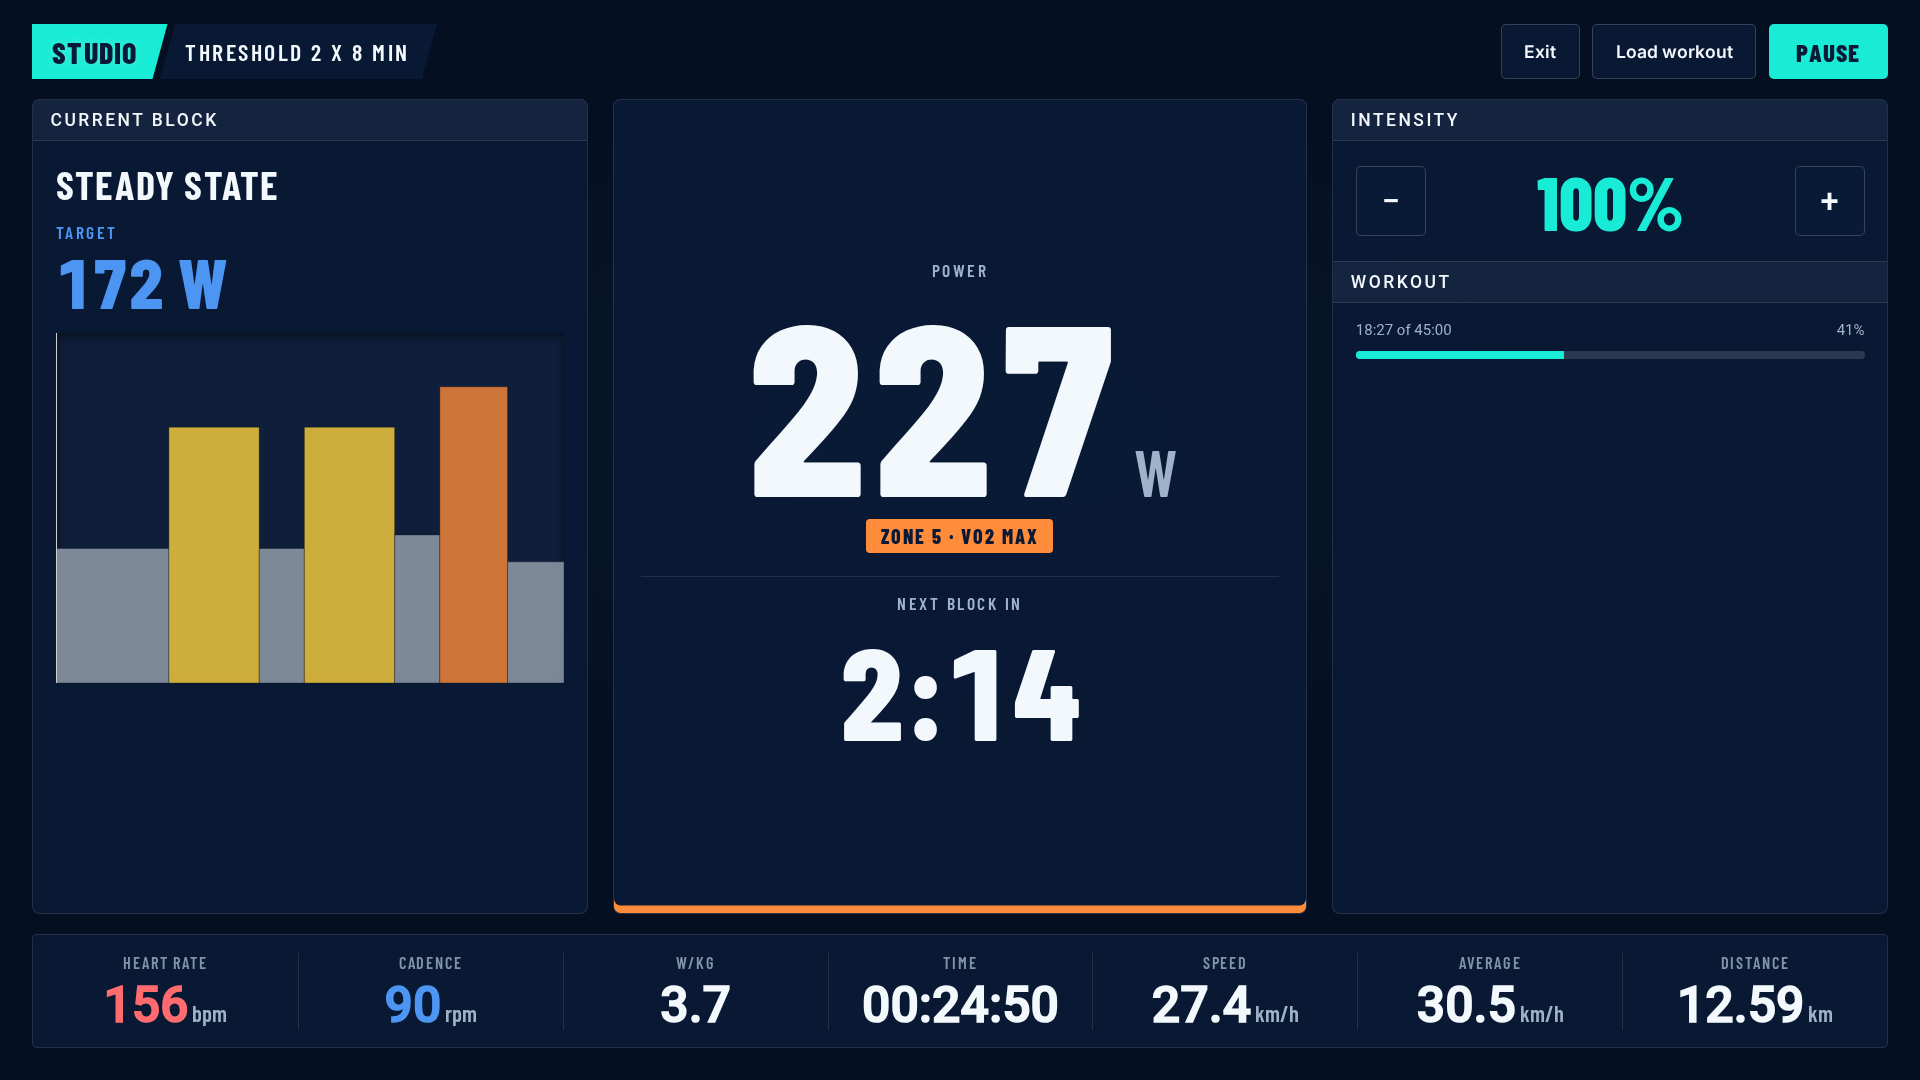 STUDIO
THRESHOLD 2 X 8 MIN
Exit
Load workout
PAUSE
CURRENT BLOCK
STEADY STATE
TARGET
172 W
POWER
227 W
ZONE 5 · VO2 MAX
NEXT BLOCK IN
2:14
INTENSITY
−
100%
+
WORKOUT
18:27 of 45:00
41%
HEART RATE
156 bpm
CADENCE
90 rpm
W/KG
3.7
TIME
00:24:50
SPEED
27.4 km/h
AVERAGE
30.5 km/h
DISTANCE
12.59 km